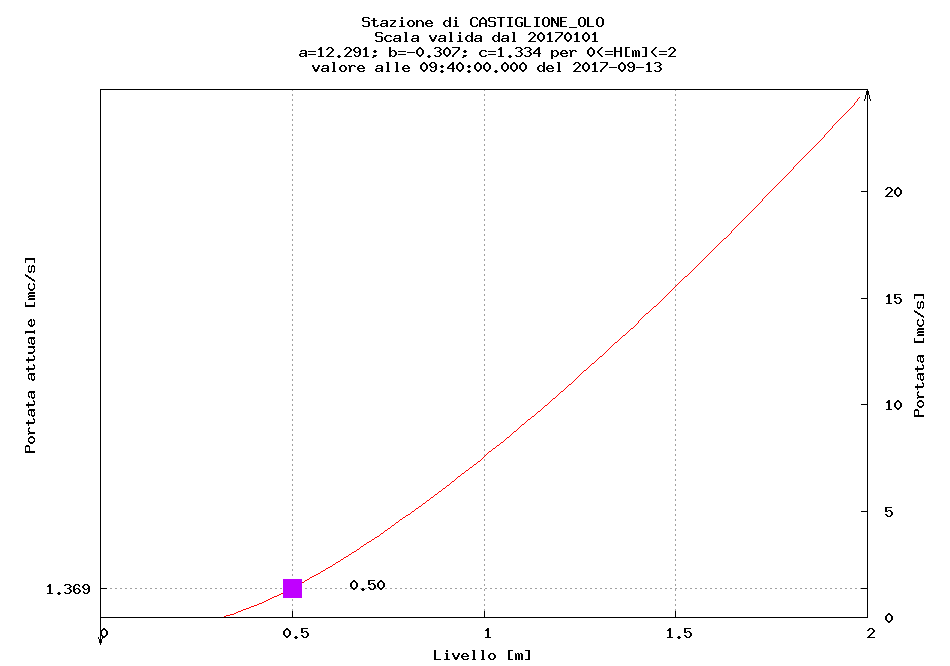 Stazione di CASTIGLIONE_OLO
Scala valida dal 20170101
a=12.291; b=-0.307; c=1.334 per 0<=H[m]<=2
valore alle 09:40:00.000 del 2017-09-13
Portata attuale [mc/s]
Portata [mc/s]
20
15
10
5
0
1.369
0.50
0 0.5 1 1.5 2
Livello [m]